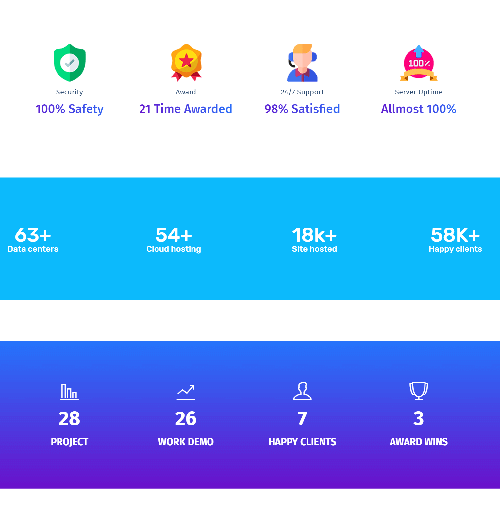 100%
Security
Award
24/7 Support
Server Uptime
100% Safety
21 Time Awarded
98% Satisfied
Allmost 100%
63+
54+
18k+
58K+
Data centers
Cloud hosting
Site hosted
Happy clients
28
26
7
3
PROJECT
WORK DEMO
HAPPY CLIENTS
AWARD WINS